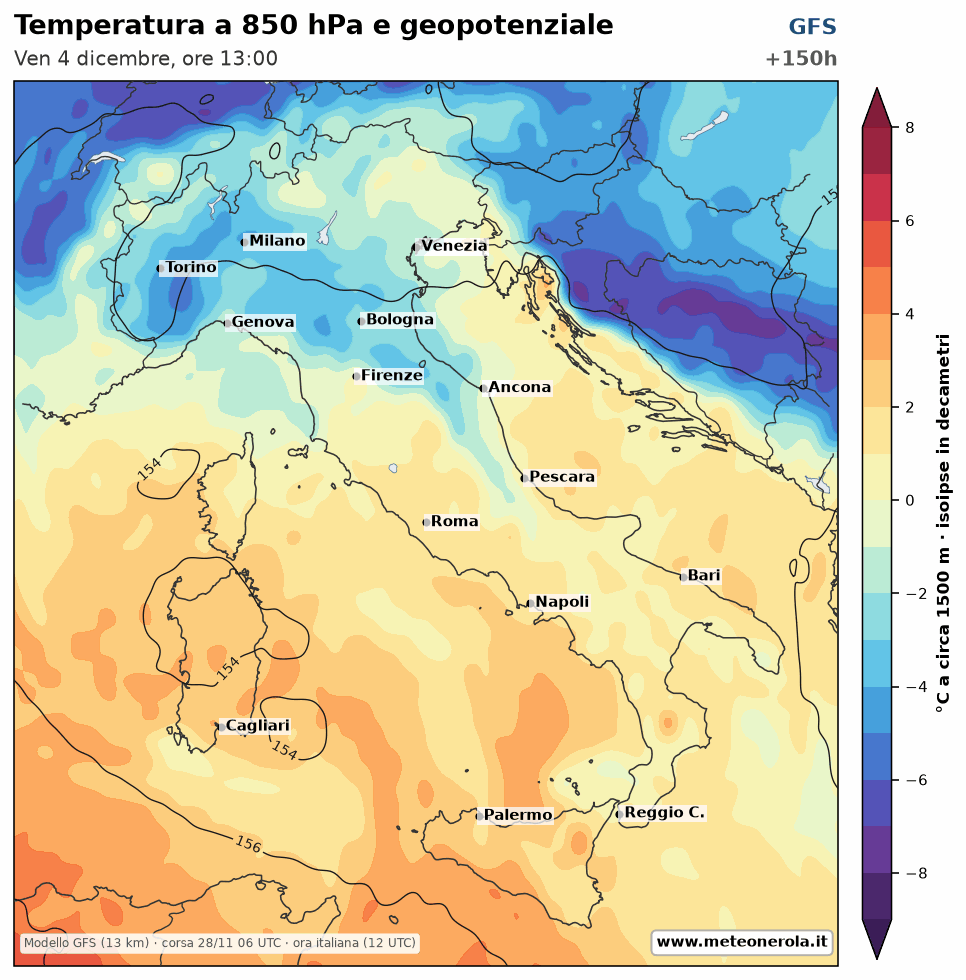 Temperatura a 850 hPa e geopotenziale
GFS
Ven 4 dicembre, ore 13:00
+150h
Milano
Venezia
Torino
Genova
Bologna
Firenze
Ancona
154
Pescara
Roma
Bari
Napoli
154
Cagliari
154
Palermo
Reggio C.
156
Modello GFS (13 km) · corsa 28/11 06 UTC · ora italiana (12 UTC)
www.meteonerola.it
8
6
4
2
0
−2
−4
−6
−8
°C a circa 1500 m · isoipse in decametri